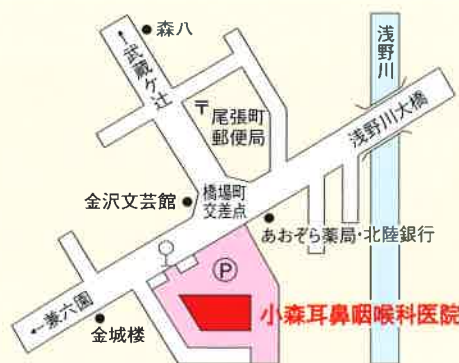 森八
↑武蔵ケ辻
浅野川
〒
尾張町
郵便局
浅野川大橋
金沢文芸館
橋場町
交差点
あおぞら薬局・北陸銀行
P
←兼六園
金城楼
小森耳鼻咽喉科医院